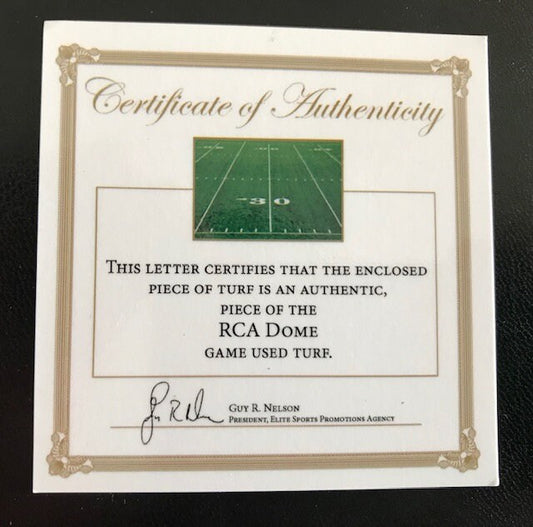 Certificate of Authenticity
30
THIS LETTER CERTIFIES THAT THE ENCLOSED
PIECE OF TURF IS AN AUTHENTIC,
PIECE OF THE
RCA DOME
GAME USED TURF.
GUY R. NELSON
PRESIDENT, ELITE SPORTS PROMOTIONS AGENCY